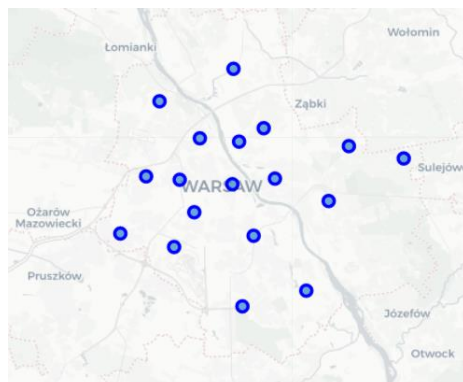 Wołomin
Łomianki
Ząbki
Sulejów
WARSAW
Ożarów
Mazowiecki
Pruszków
Józefów
Otwock